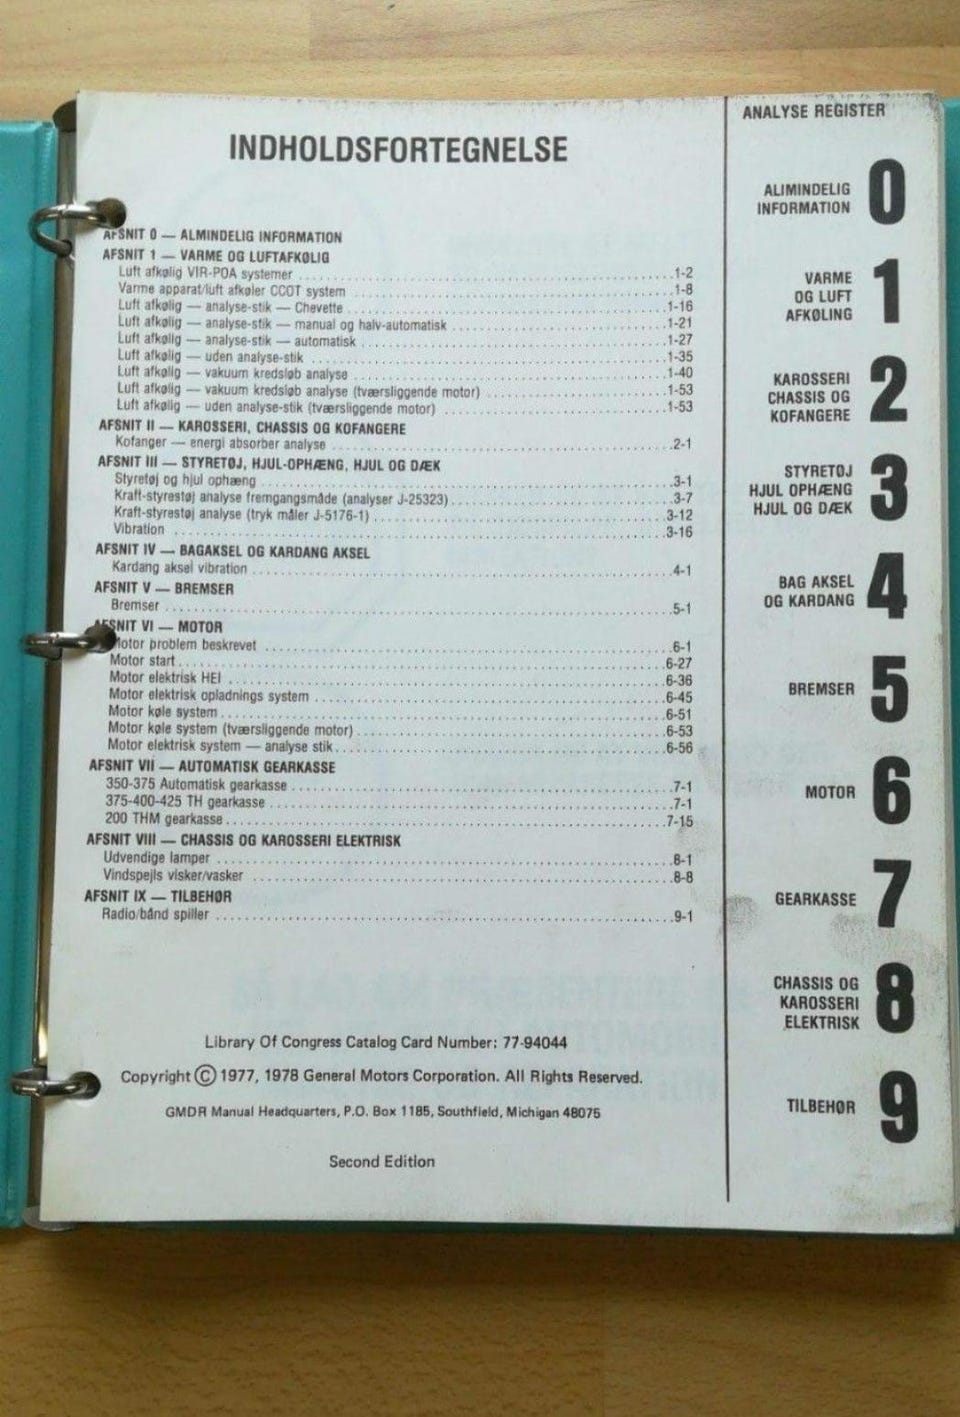 INDHOLDSFORTEGNELSE
AFSNIT 0 — ALMINDELIG INFORMATION
AFSNIT 1 — VARME OG LUFTAFKØLIG
Luft afkølig VIR-POA systemer 1-2
Varme apparat/luft afkøler CCOT system 1-8
Luft afkølig — analyse-stik — Chevette 1-16
Luft afkølig — analyse-stik — manual og halv-automatisk 1-21
Luft afkølig — analyse-stik — automatisk 1-27
Luft afkølig — uden analyse-stik 1-35
Luft afkølig — vakuum kredsløb analyse 1-40
Luft afkølig — vakuum kredsløb analyse (tværsliggende motor) 1-53
Luft afkølig — uden analyse-stik (tværsliggende motor) 1-53
AFSNIT II — KAROSSERI, CHASSIS OG KOFANGERE
Kofanger — energi absorber analyse 2-1
AFSNIT III — STYRETØJ, HJUL-OPHÆNG, HJUL OG DÆK
Styretøj og hjul ophæng 3-1
Kraft-styrestøj analyse fremgangsmåde (analyser J-25323) 3-7
Kraft-styrestøj analyse (tryk måler J-5176-1) 3-12
Vibration 3-16
AFSNIT IV — BAGAKSEL OG KARDANG AKSEL
Kardang aksel vibration 4-1
AFSNIT V — BREMSER
Bremser 5-1
AFSNIT VI — MOTOR
Motor problem beskrevet 6-1
Motor start 6-27
Motor elektrisk HEI 6-36
Motor elektrisk opladnings system 6-45
Motor køle system 6-51
Motor køle system (tværsliggende motor) 6-53
Motor elektrisk system — analyse stik 6-56
AFSNIT VII — AUTOMATISK GEARKASSE
350-375 Automatisk gearkasse 7-1
375-400-425 TH gearkasse 7-1
200 THM gearkasse 7-15
AFSNIT VIII — CHASSIS OG KAROSSERI ELEKTRISK
Udvendige lamper 8-1
Vindspejls visker/vasker 8-8
AFSNIT IX — TILBEHØR
Radio/bånd spiller 9-1
Library Of Congress Catalog Card Number: 77-94044
Copyright © 1977, 1978 General Motors Corporation. All Rights Reserved.
GMDR Manual Headquarters, P.O. Box 1185, Southfield, Michigan 48075
Second Edition
ANALYSE REGISTER
ALIMINDELIG
INFORMATION
0
VARME
OG LUFT
AFKØLING
1
KAROSSERI
CHASSIS OG
KOFANGERE
2
STYRETØJ
HJUL OPHÆNG
HJUL OG DÆK
3
BAG AKSEL
OG KARDANG
4
BREMSER
5
MOTOR
6
GEARKASSE
7
CHASSIS OG
KAROSSERI
ELEKTRISK
8
TILBEHØR
9